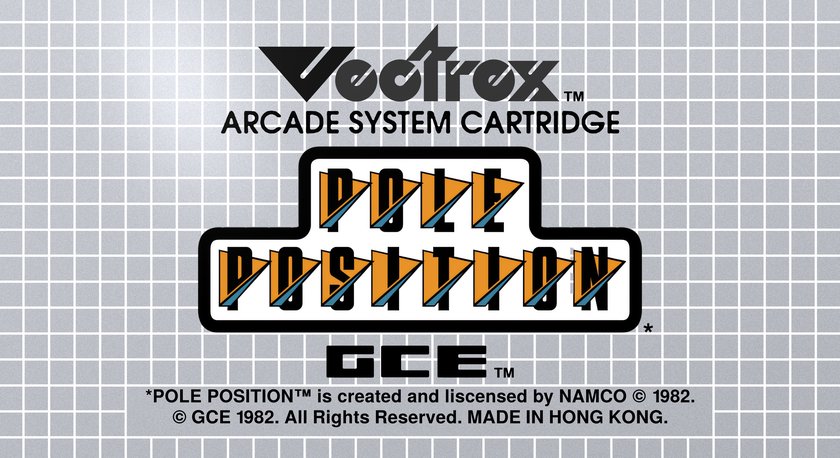 Vectrex™
ARCADE SYSTEM CARTRIDGE
POLE
POSITION*
GCE™
*POLE POSITION™ is created and liscensed by NAMCO © 1982.
© GCE 1982. All Rights Reserved. MADE IN HONG KONG.